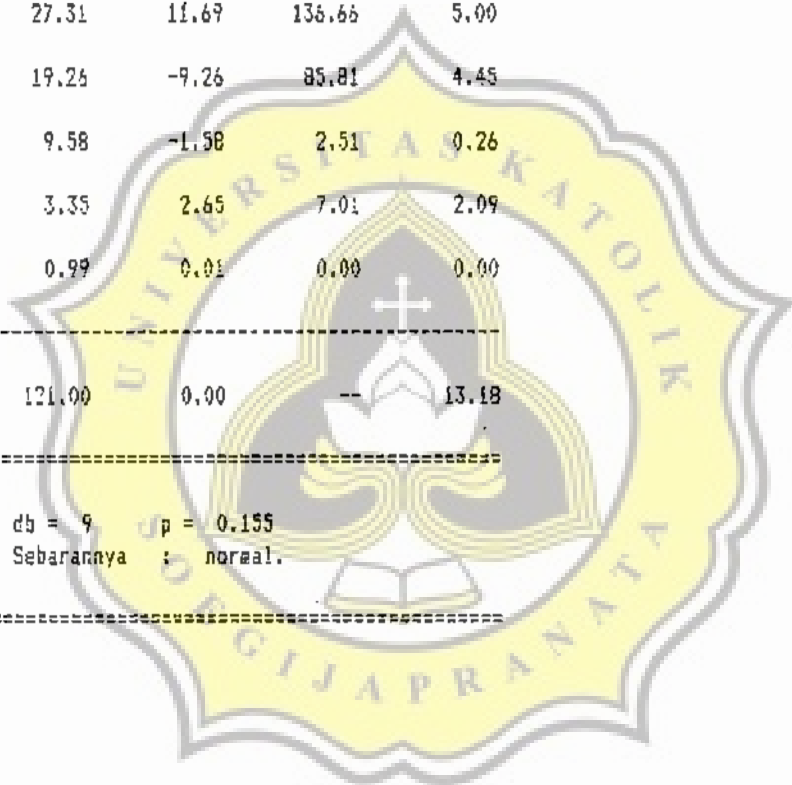 27.31 11.69 136.66 5.00
19.26 -9.26 85.81 4.45
9.58 -1.58 2.51 0.26
3.35 2.65 7.01 2.09
0.99 0.01 0.00 0.00
121.00 0.00 -- 13.18
db = 9 p = 0.155
Sebarannya : normal.
UNIVERSITAS KATOLIK
SOEGIJAPRANATA